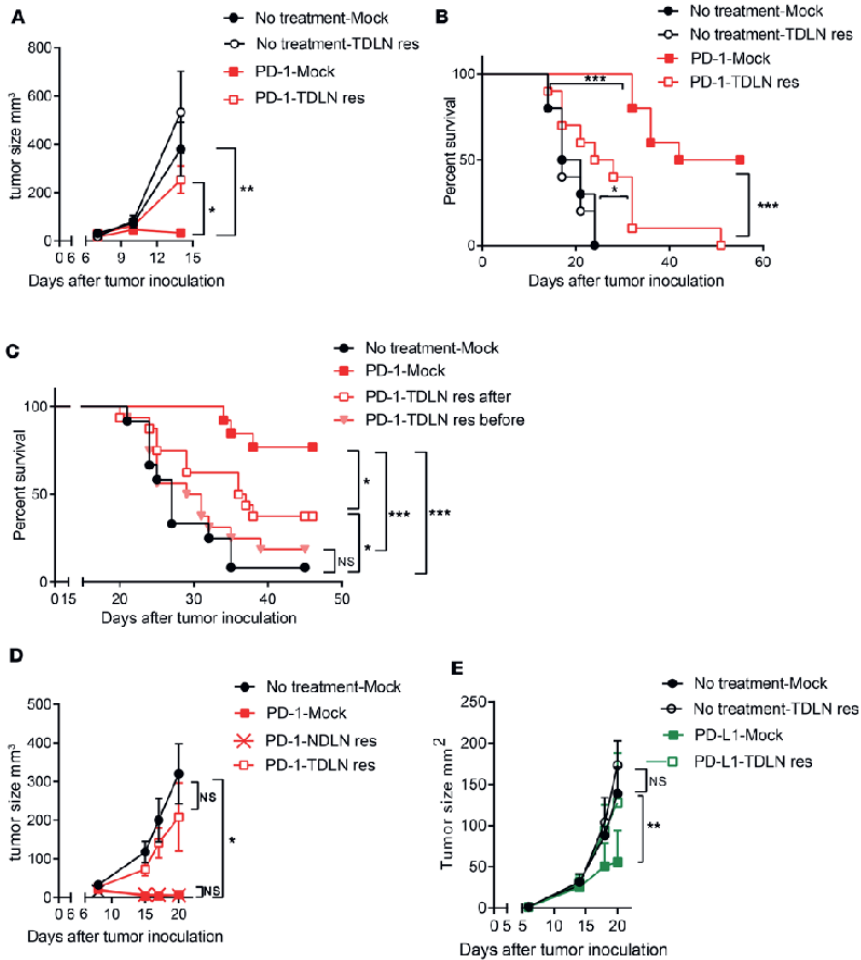 A
No treatment-Mock
No treatment-TDLN res
PD-1-Mock
PD-1-TDLN res
tumor size mm³
800
600
400
200
0
0 6 6 9 12 15
Days after tumor inoculation
*
**
B
No treatment-Mock
No treatment-TDLN res
PD-1-Mock
PD-1-TDLN res
Percent survival
100
50
0
0 20 40 60
Days after tumor inoculation
***
*
***
C
No treatment-Mock
PD-1-Mock
PD-1-TDLN res after
PD-1-TDLN res before
Percent survival
100
50
0
0 15 20 30 40 50
Days after tumor inoculation
NS
*
*
***
***
D
No treatment-Mock
PD-1-Mock
PD-1-NDLN res
PD-1-TDLN res
tumor size mm³
500
400
300
200
100
0
0 6 5 10 15 20
Days after tumor inoculation
NS
NS
*
E
No treatment-Mock
No treatment-TDLN res
PD-L1-Mock
PD-L1-TDLN res
Tumor size mm²
250
200
150
100
50
0
0 6 5 10 15 20
Days after tumor inoculation
NS
**